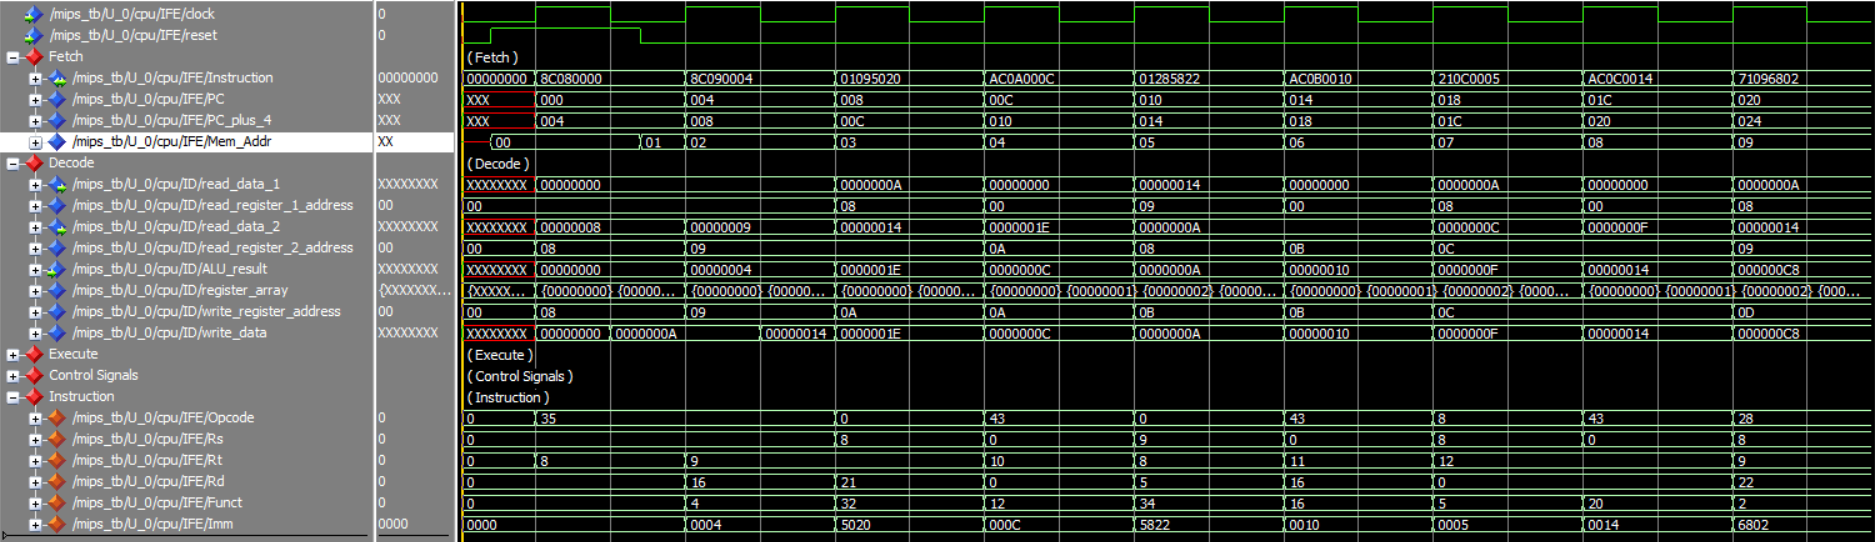 /mips_tb/U_0/cpu/IFE/clock 0
/mips_tb/U_0/cpu/IFE/reset 0
Fetch ( Fetch )
/mips_tb/U_0/cpu/IFE/Instruction 00000000 00000000 8C080000 8C090004 01095020 AC0A000C 01285822 AC0B0010 210C0005 AC0C0014 71096802
/mips_tb/U_0/cpu/IFE/PC XXX XXX 000 004 008 00C 010 014 018 01C 020
/mips_tb/U_0/cpu/IFE/PC_plus_4 XXX XXX 004 008 00C 010 014 018 01C 020 024
/mips_tb/U_0/cpu/IFE/Mem_Addr XX 00 01 02 03 04 05 06 07 08 09
Decode ( Decode )
/mips_tb/U_0/cpu/ID/read_data_1 XXXXXXXX XXXXXXXX 00000000 0000000A 00000000 00000014 00000000 0000000A 00000000 0000000A
/mips_tb/U_0/cpu/ID/read_register_1_address 00 00 08 00 09 00 08 00 08
/mips_tb/U_0/cpu/ID/read_data_2 XXXXXXXX XXXXXXXX 00000008 00000009 00000014 0000001E 0000000A 0000000C 0000000F 00000014
/mips_tb/U_0/cpu/ID/read_register_2_address 00 00 08 09 0A 08 0B 0C 09
/mips_tb/U_0/cpu/ID/ALU_result XXXXXXXX XXXXXXXX 00000000 00000004 0000001E 0000000C 0000000A 00000010 0000000F 00000014 000000C8
/mips_tb/U_0/cpu/ID/register_array {XXXXXXX... {XXXXX... {00000000} {00000... {00000000} {00000... {00000000} {00000... {00000000} {00000001} {00000002} {000... {00000000} {00000001} {00000002} {000... {00000000} {00000001} {00000002} {000...
/mips_tb/U_0/cpu/ID/write_register_address 00 00 08 09 0A 0A 0B 0B 0C 0D
/mips_tb/U_0/cpu/ID/write_data XXXXXXXX XXXXXXXX 00000000 0000000A 00000014 0000001E 0000000C 0000000A 00000010 0000000F 00000014 000000C8
Execute ( Execute )
Control Signals ( Control Signals )
Instruction ( Instruction )
/mips_tb/U_0/cpu/IFE/Opcode 0 0 35 0 43 0 43 8 43 28
/mips_tb/U_0/cpu/IFE/Rs 0 0 8 0 9 0 8 0 8
/mips_tb/U_0/cpu/IFE/Rt 0 0 8 9 10 8 11 12 9
/mips_tb/U_0/cpu/IFE/Rd 0 0 16 21 0 5 16 0 22
/mips_tb/U_0/cpu/IFE/Funct 0 0 4 32 12 34 16 5 20 2
/mips_tb/U_0/cpu/IFE/Imm 0000 0000 0004 5020 000C 5822 0010 0005 0014 6802